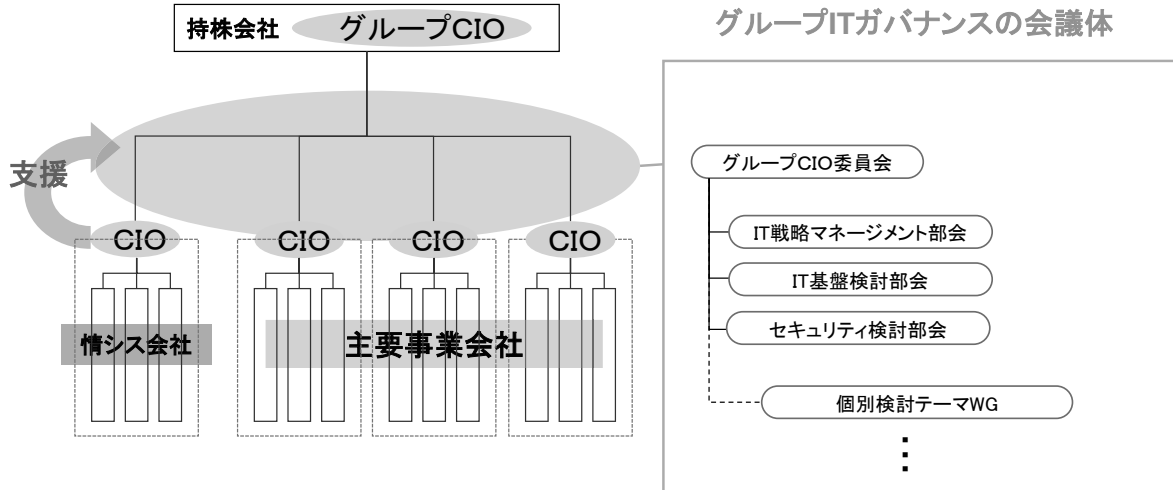 持株会社 グループCIO
グループITガバナンスの会議体
支援
グループCIO委員会
CIO CIO CIO CIO
IT戦略マネージメント部会
IT基盤検討部会
セキュリティ検討部会
情シス会社 主要事業会社
個別検討テーマWG